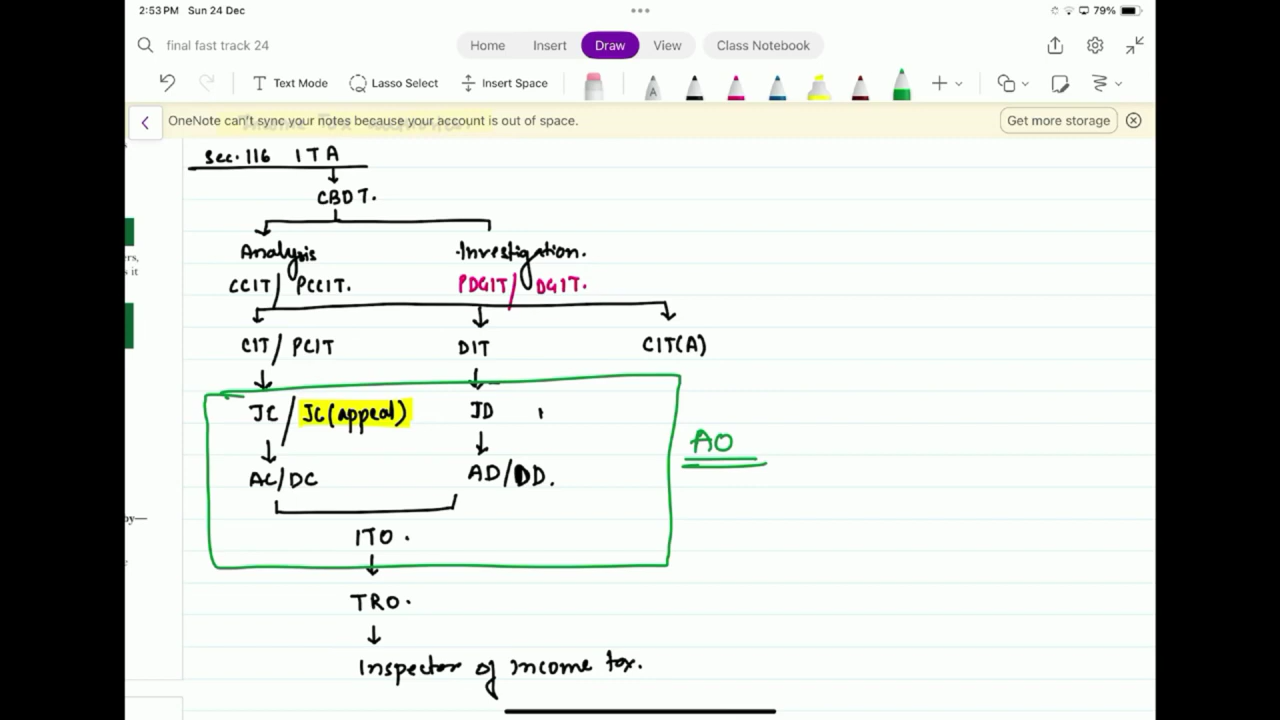 2:53 PM Sun 24 Dec 79%
final fast track 24 Home Insert Draw View Class Notebook
Text Mode Lasso Select Insert Space A
OneNote can't sync your notes because your account is out of space. Get more storage
Sec. 116 ITA
CBDT.
Analysis Investigation.
CCIT / PCCIT. PDGIT / DGIT.
CIT / PCIT DIT CIT(A)
JC / JC (appeal) JD
AO
AC/DC AD/DD.
ITO.
TRO.
Inspector of income tax.
rs,
s it
by—